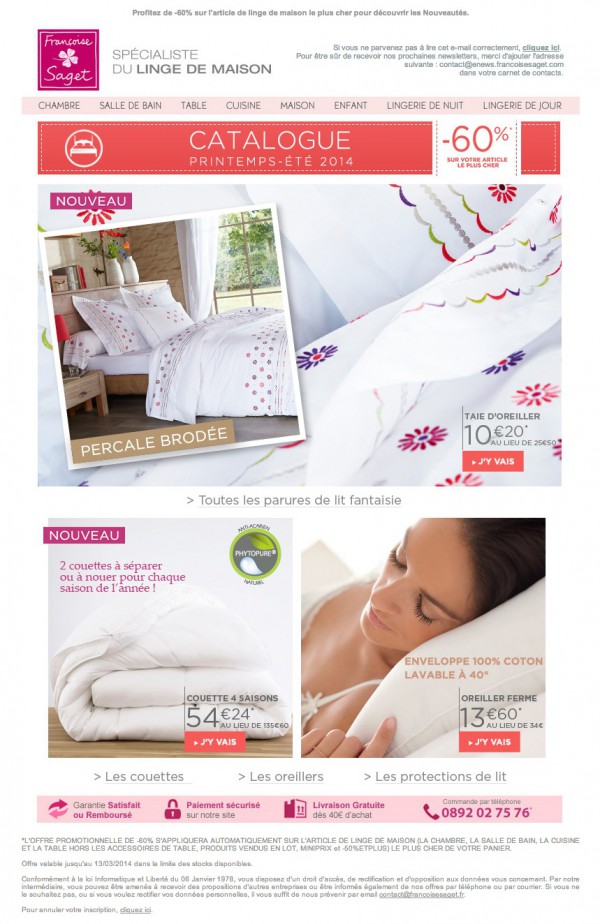 Profitez de -60% sur l'article de linge de maison le plus cher pour découvrir les Nouveautés.
Françoise
Saget
SPÉCIALISTE
DU LINGE DE MAISON
Si vous ne parvenez pas à lire cet e-mail correctement, cliquez ici.
Pour être sûr de recevoir nos prochaines newsletters, merci d'ajouter l'adresse
suivante : contact@enews.francoisesaget.com
dans votre carnet de contacts.
CHAMBRE SALLE DE BAIN TABLE CUISINE MAISON ENFANT LINGERIE DE NUIT LINGERIE DE JOUR
CATALOGUE
PRINTEMPS-ÉTÉ 2014
-60%*
SUR VOTRE ARTICLE
LE PLUS CHER
NOUVEAU
PERCALE BRODÉE
TAIE D'OREILLER
10€20*
AU LIEU DE 25€50
J'Y VAIS
> Toutes les parures de lit fantaisie
NOUVEAU
2 couettes à séparer
ou à nouer pour chaque
saison de l'année !
ANTI-ACARIEN
PHYTOPURE®
NATUREL
COUETTE 4 SAISONS
54€24*
AU LIEU DE 135€60
J'Y VAIS
ENVELOPPE 100% COTON
LAVABLE À 40°
OREILLER FERME
13€60*
AU LIEU DE 34€
J'Y VAIS
> Les couettes > Les oreillers > Les protections de lit
Garantie Satisfait
ou Remboursé
Paiement sécurisé
sur notre site
Livraison Gratuite
dès 40€ d'achat
Commande par téléphone
0892 02 75 76*
*L'OFFRE PROMOTIONNELLE DE -60% S'APPLIQUERA AUTOMATIQUEMENT SUR L'ARTICLE DE LINGE DE MAISON (LA CHAMBRE, LA SALLE DE BAIN, LA CUISINE
ET LA TABLE HORS LES ACCESSOIRES DE TABLE, PRODUITS VENDUS EN LOT, MINIPRIX et -50%ETPLUS) LE PLUS CHER DE VOTRE PANIER.
Offre valable jusqu'au 13/03/2014 dans la limite des stocks disponibles.
Conformément à la loi Informatique et Liberté du 06 Janvier 1978, vous disposez d'un droit d'accès, de rectification et d'opposition aux données vous concernant. Par notre
intermédiaire, vous pouvez être amenés à recevoir des propositions d'autres entreprises ou être informés également de nos offres par téléphone ou par courrier. Si vous ne
le souhaitez pas, ou si vous voulez rectifier vos données personnelles, il vous suffit de nous prévenir par email contact@francoisesaget.fr.
Pour annuler votre inscription, cliquez ici.